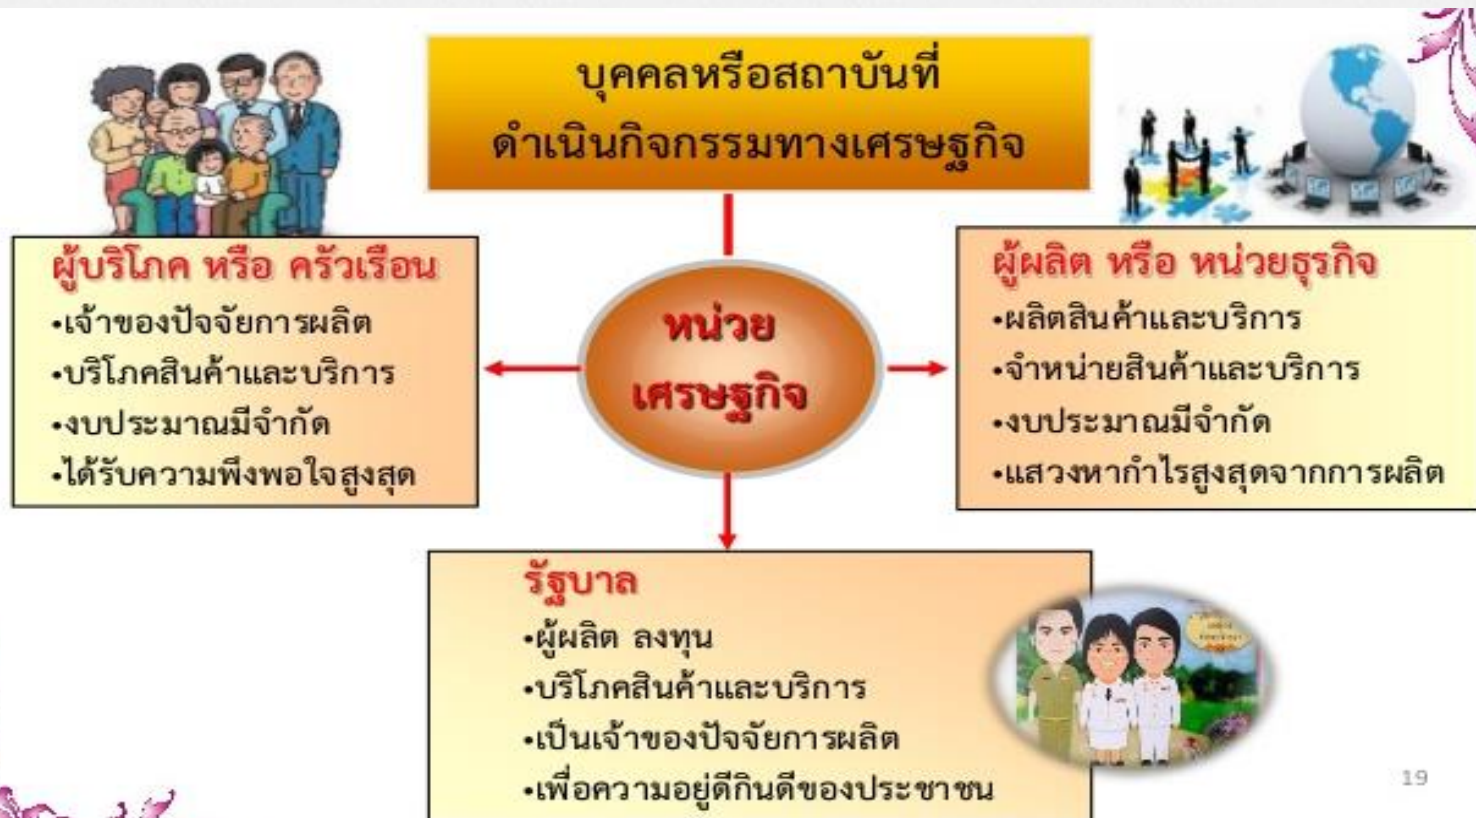 บุคคลหรือสถาบันที่
ดำเนินกิจกรรมทางเศรษฐกิจ
หน่วย
เศรษฐกิจ
ผู้บริโภค หรือ ครัวเรือน
•เจ้าของปัจจัยการผลิต
•บริโภคสินค้าและบริการ
•งบประมาณมีจำกัด
•ได้รับความพึงพอใจสูงสุด
ผู้ผลิต หรือ หน่วยธุรกิจ
•ผลิตสินค้าและบริการ
•จำหน่ายสินค้าและบริการ
•งบประมาณมีจำกัด
•แสวงหากำไรสูงสุดจากการผลิต
รัฐบาล
•ผู้ผลิต ลงทุน
•บริโภคสินค้าและบริการ
•เป็นเจ้าของปัจจัยการผลิต
•เพื่อความอยู่ดีกินดีของประชาชน
19